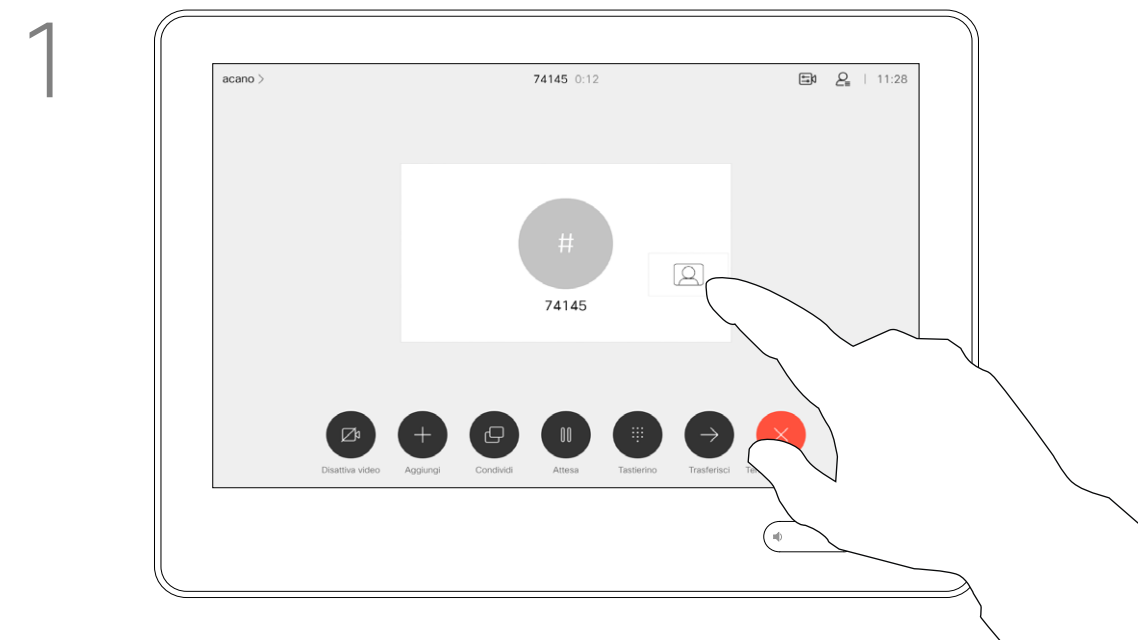 1
acano >
74145 0:12
11:28
#
74145
Disattiva video Aggiungi Condividi Attesa Tastierino Trasferisci